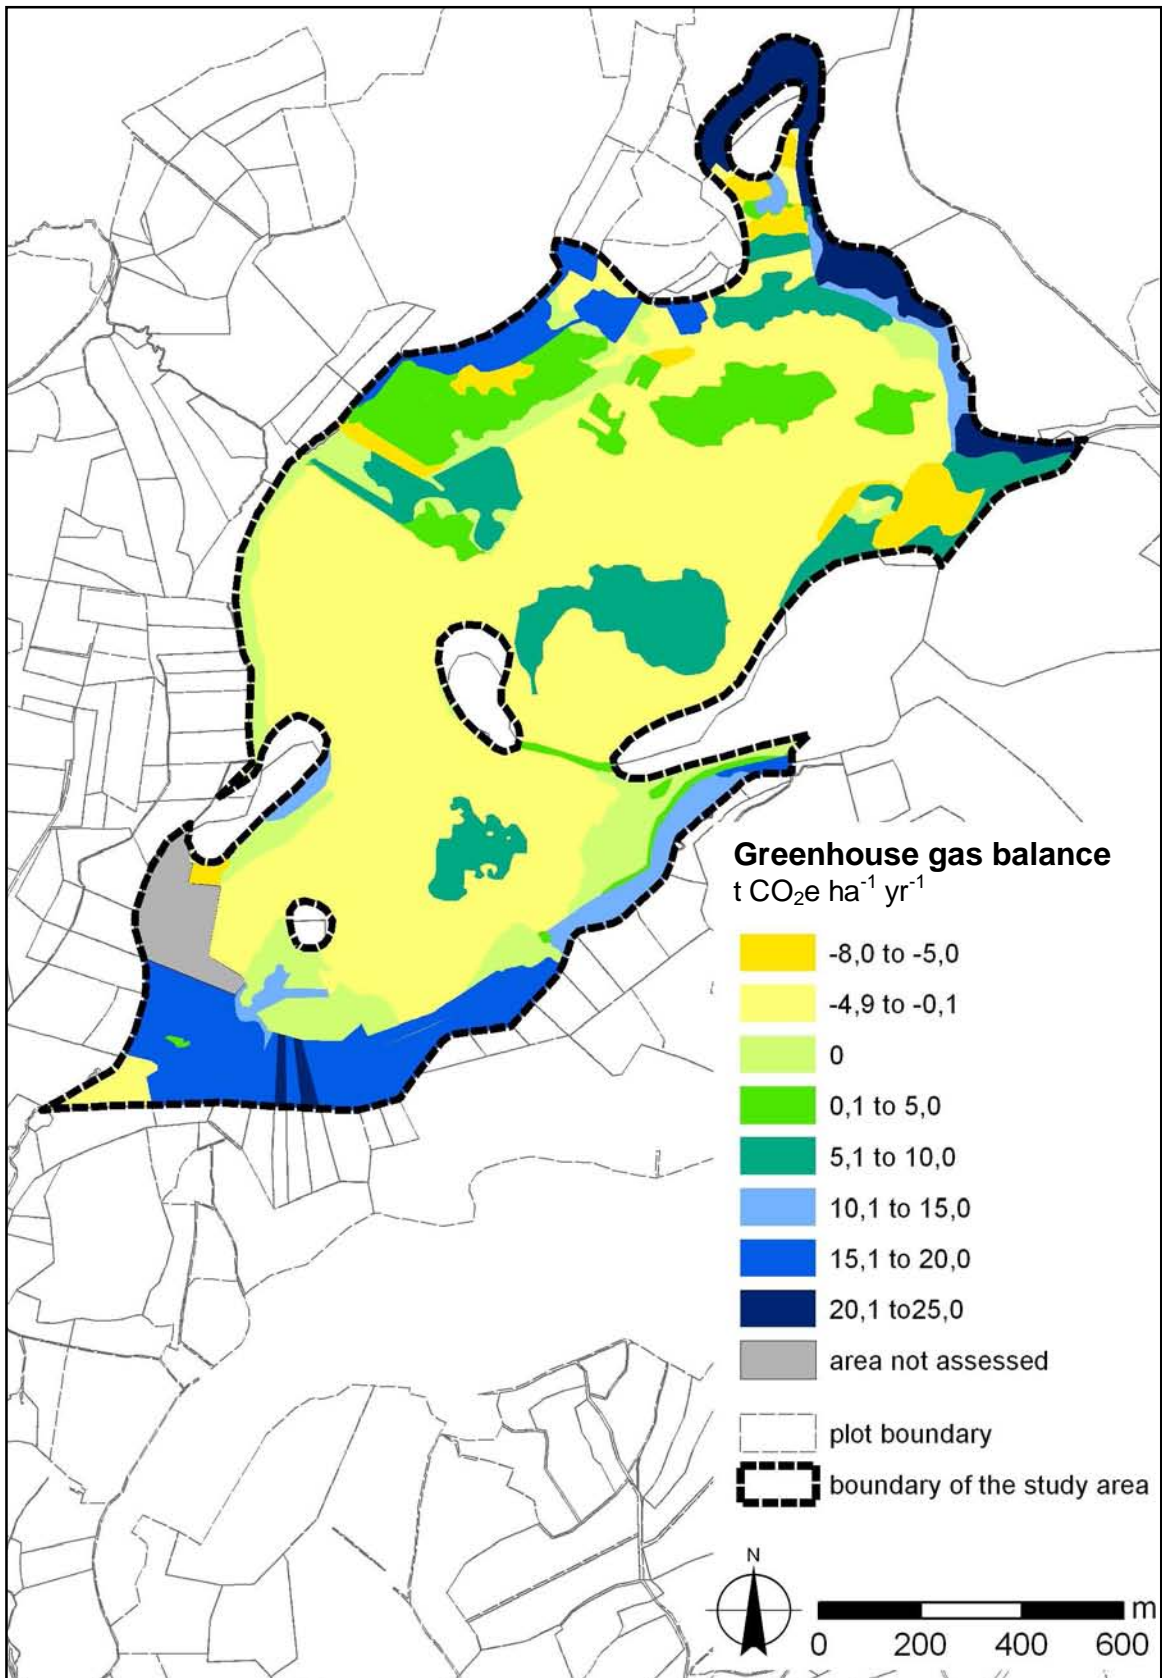 Greenhouse gas balance
t CO₂e ha⁻¹ yr⁻¹
-8,0 to -5,0
-4,9 to -0,1
0
0,1 to 5,0
5,1 to 10,0
10,1 to 15,0
15,1 to 20,0
20,1 to25,0
area not assessed
plot boundary
boundary of the study area
N
m
0 200 400 600